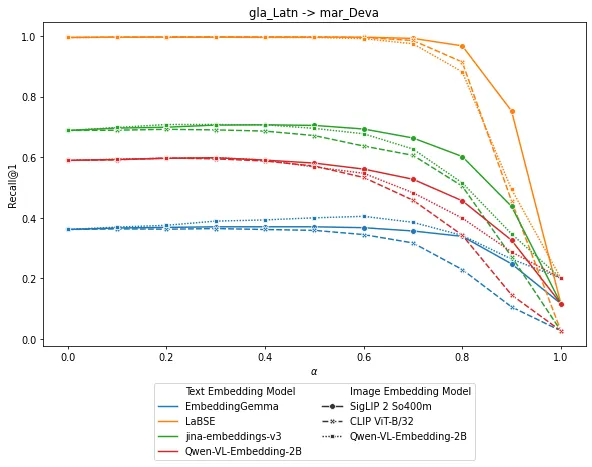 gla_Latn -> mar_Deva
1.0
0.8
0.6
0.4
0.2
0.0
Recall@1
0.0 0.2 0.4 0.6 0.8 1.0
α
Text Embedding Model
EmbeddingGemma
LaBSE
jina-embeddings-v3
Qwen-VL-Embedding-2B
Image Embedding Model
SigLIP 2 So400m
CLIP ViT-B/32
Qwen-VL-Embedding-2B